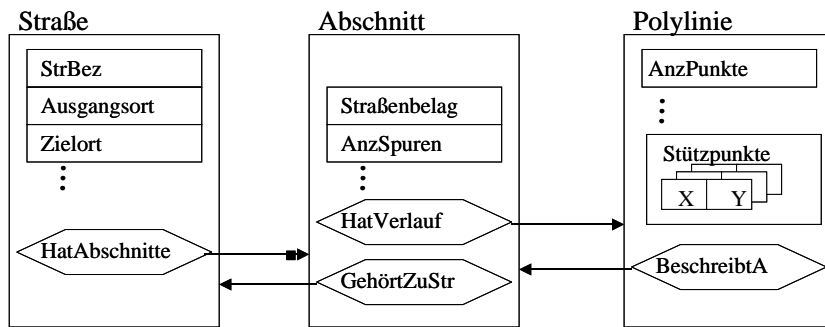 Straße
StrBez
Ausgangsort
Zielort
HatAbschnitte
Abschnitt
Straßenbelag
AnzSpuren
HatVerlauf
GehörtZuStr
Polylinie
AnzPunkte
Stützpunkte
X Y
BeschreibtA